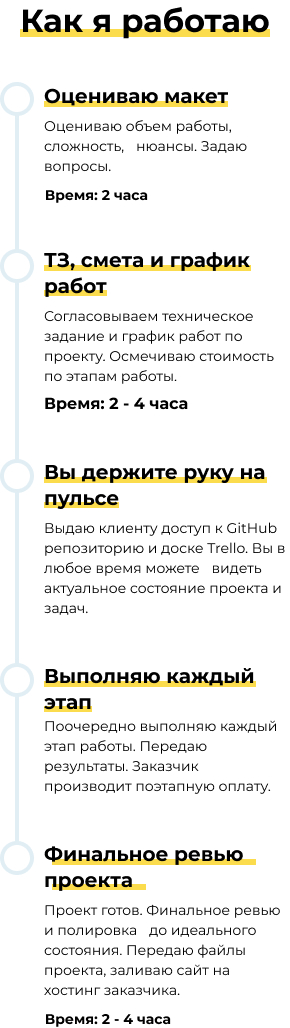 Как я работаю
Оцениваю макет
Оцениваю объем работы,
сложность, нюансы. Задаю
вопросы.
Время: 2 часа
ТЗ, смета и график
работ
Согласовываем техническое
задание и график работ по
проекту. Осмечиваю стоимость
по этапам работы.
Время: 2 - 4 часа
Вы держите руку на
пульсе
Выдаю клиенту доступ к GitHub
репозиторию и доске Trello. Вы в
любое время можете видеть
актуальное состояние проекта и
задач.
Выполняю каждый
этап
Поочередно выполняю каждый
этап работы. Передаю
результаты. Заказчик
производит поэтапную оплату.
Финальное ревью
проекта
Проект готов. Финальное ревью
и полировка до идеального
состояния. Передаю файлы
проекта, заливаю сайт на
хостинг заказчика.
Время: 2 - 4 часа